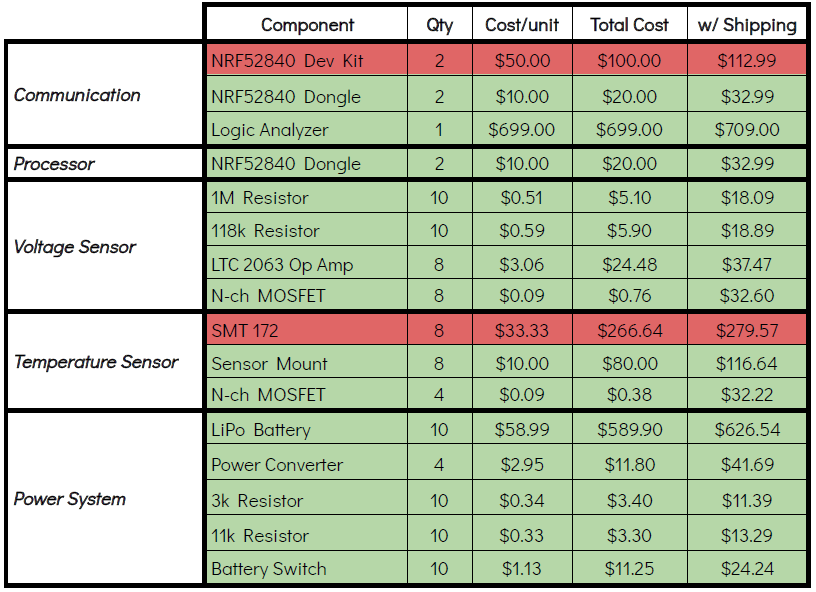 Component Qty Cost/unit Total Cost w/ Shipping
Communication
NRF52840 Dev Kit 2 $50.00 $100.00 $112.99
NRF52840 Dongle 2 $10.00 $20.00 $32.99
Logic Analyzer 1 $699.00 $699.00 $709.00
Processor NRF52840 Dongle 2 $10.00 $20.00 $32.99
Voltage Sensor
1M Resistor 10 $0.51 $5.10 $18.09
118k Resistor 10 $0.59 $5.90 $18.89
LTC 2063 Op Amp 8 $3.06 $24.48 $37.47
N-ch MOSFET 8 $0.09 $0.76 $32.60
Temperature Sensor
SMT 172 8 $33.33 $266.64 $279.57
Sensor Mount 8 $10.00 $80.00 $116.64
N-ch MOSFET 4 $0.09 $0.38 $32.22
Power System
LiPo Battery 10 $58.99 $589.90 $626.54
Power Converter 4 $2.95 $11.80 $41.69
3k Resistor 10 $0.34 $3.40 $11.39
11k Resistor 10 $0.33 $3.30 $13.29
Battery Switch 10 $1.13 $11.25 $24.24